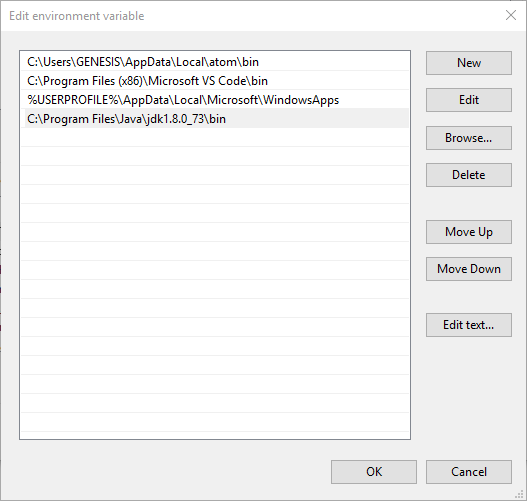 Edit environment variable
C:\Users\GENESIS\AppData\Local\atom\bin
C:\Program Files (x86)\Microsoft VS Code\bin
%USERPROFILE%\AppData\Local\Microsoft\WindowsApps
C:\Program Files\Java\jdk1.8.0_73\bin
New
Edit
Browse...
Delete
Move Up
Move Down
Edit text...
OK
Cancel